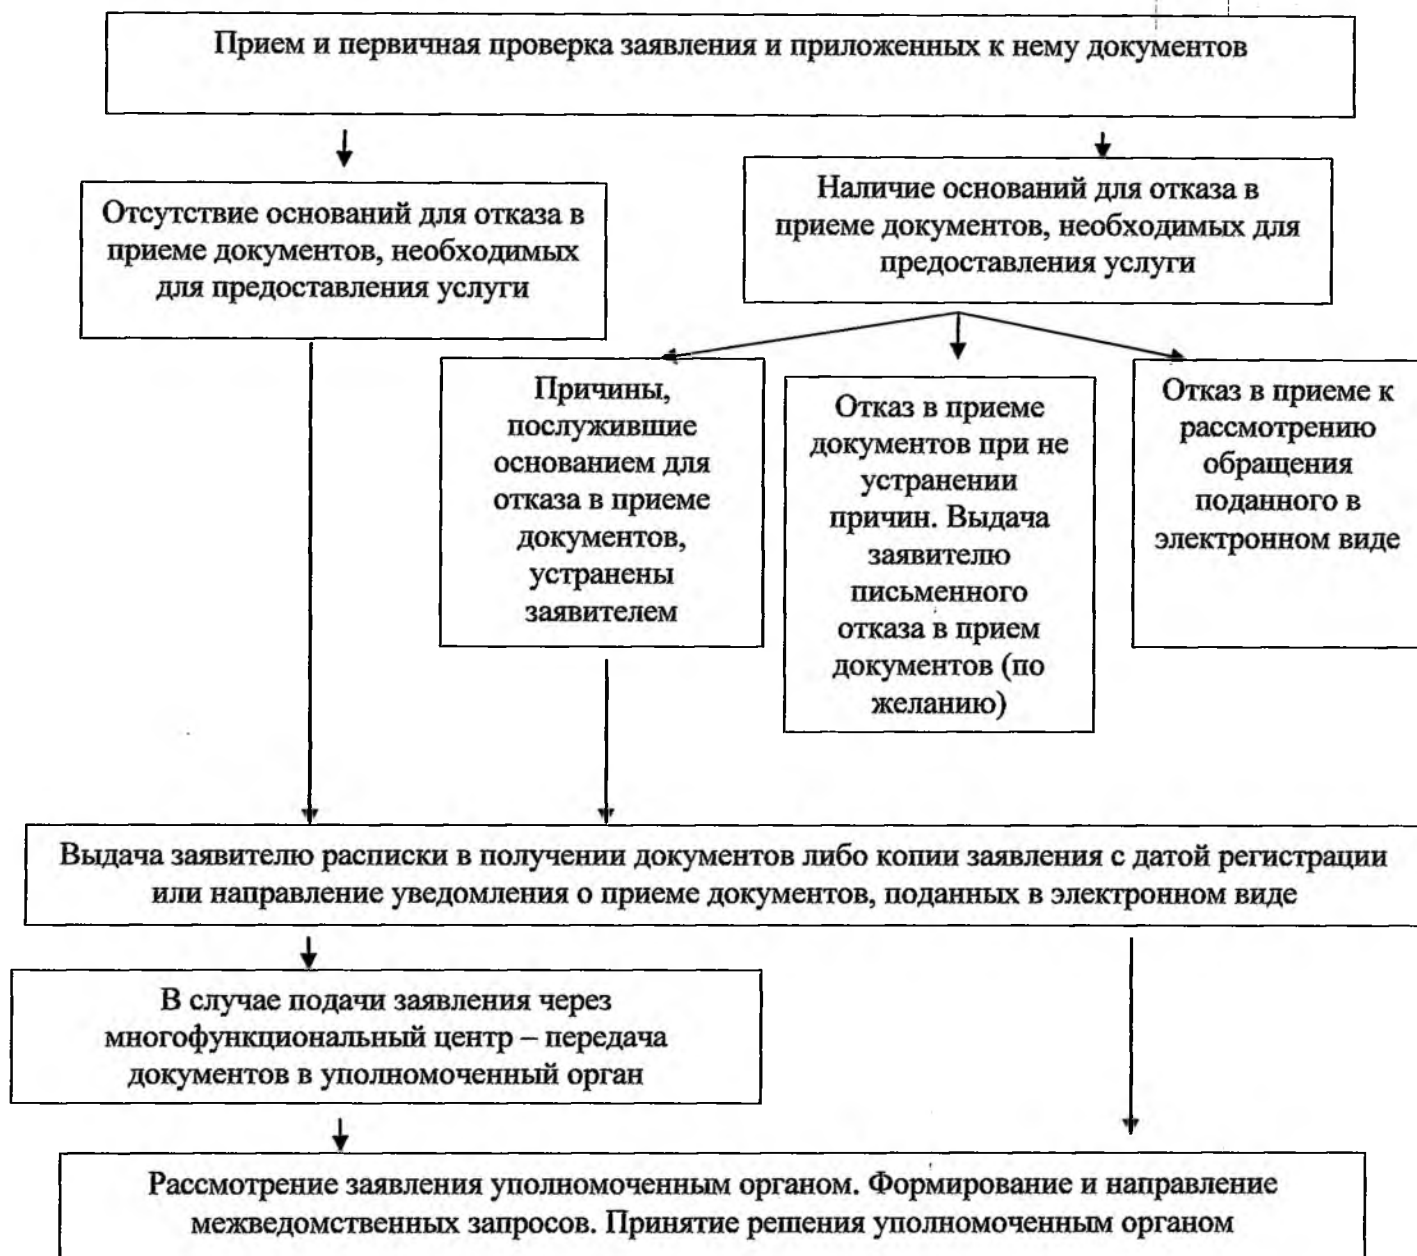 Прием и первичная проверка заявления и приложенных к нему документов
Отсутствие оснований для отказа в
приеме документов, необходимых
для предоставления услуги
Наличие оснований для отказа в
приеме документов, необходимых для
предоставления услуги
Причины,
послужившие
основанием для
отказа в приеме
документов,
устранены
заявителем
Отказ в приеме
документов при не
устранении
причин. Выдача
заявителю
письменного
отказа в прием
документов (по
желанию)
Отказ в приеме к
рассмотрению
обращения
поданного в
электронном виде
Выдача заявителю расписки в получении документов либо копии заявления с датой регистрации
или направление уведомления о приеме документов, поданных в электронном виде
В случае подачи заявления через
многофункциональный центр – передача
документов в уполномоченный орган
Рассмотрение заявления уполномоченным органом. Формирование и направление
межведомственных запросов. Принятие решения уполномоченным органом